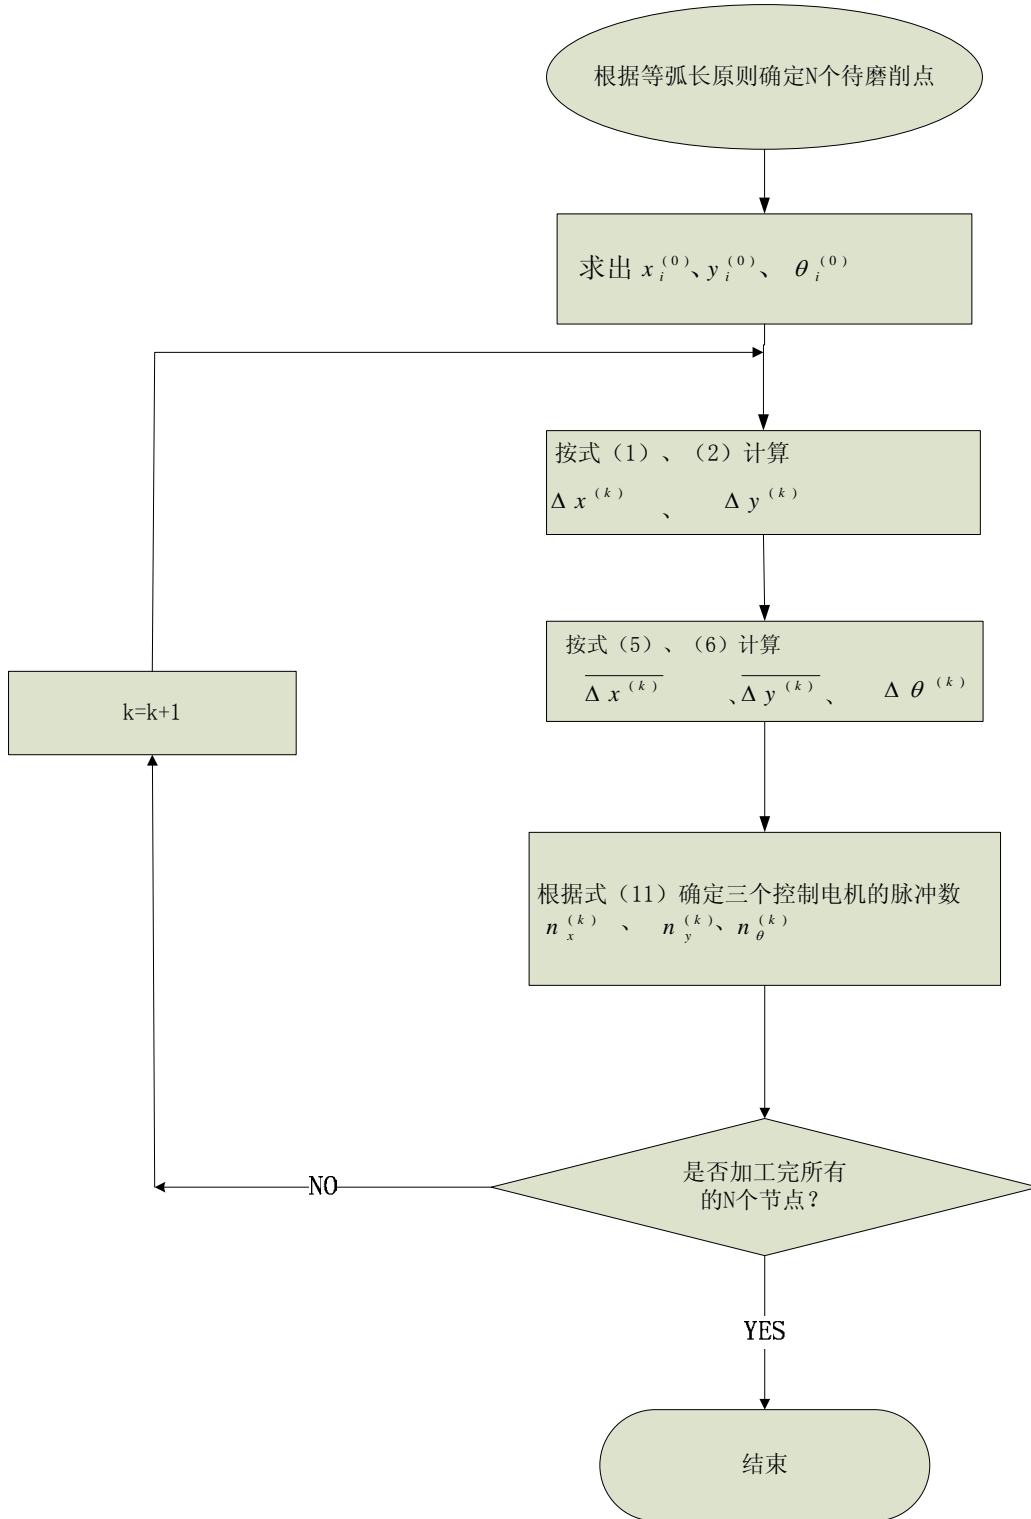 根据等弧长原则确定N个待磨削点
求出 x_i^(0)、y_i^(0)、 θ_i^(0)
按式（1）、（2）计算
Δx^(k) 、 Δy^(k)
按式（5）、（6）计算
\overline{Δx^(k)} 、\overline{Δy^(k)}、 Δθ^(k)
k=k+1
根据式（11）确定三个控制电机的脉冲数
n_x^(k) 、 n_y^(k)、n_θ^(k)
是否加工完所有
的N个节点？
NO
YES
结束